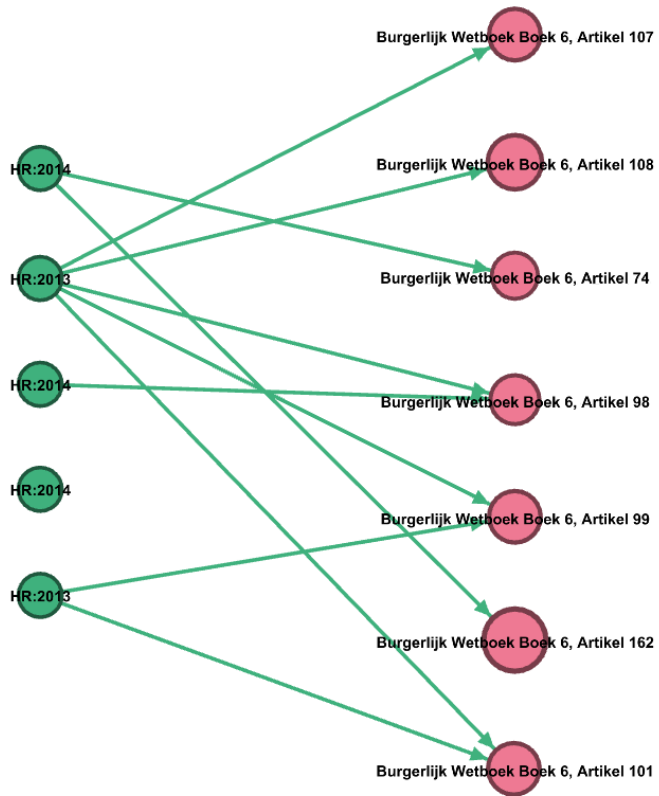 Burgerlijk Wetboek Boek 6, Artikel 107
HR:2014
Burgerlijk Wetboek Boek 6, Artikel 108
HR:2013
Burgerlijk Wetboek Boek 6, Artikel 74
HR:2014
Burgerlijk Wetboek Boek 6, Artikel 98
HR:2014
Burgerlijk Wetboek Boek 6, Artikel 99
HR:2013
Burgerlijk Wetboek Boek 6, Artikel 162
Burgerlijk Wetboek Boek 6, Artikel 101